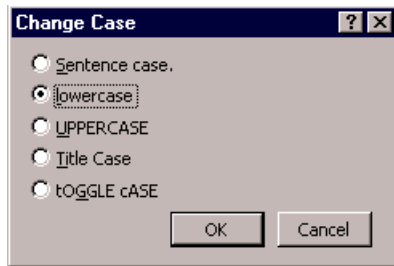 Change Case ? ×
Sentence case.
lowercase
UPPERCASE
Title Case
tOGGLE cASE
OK Cancel